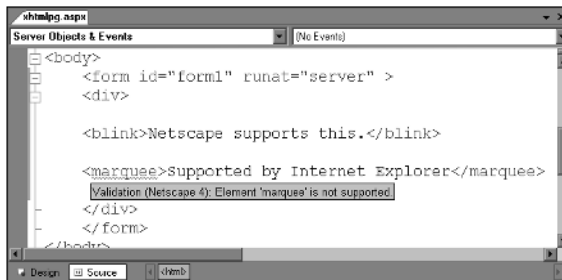 xhtmlpg.aspx
Server Objects & Events (No Events)
<body>
<form id="form1" runat="server" >
<div>
<blink>Netscape supports this.</blink>
<marquee>Supported by Internet Explorer</marquee>
Validation (Netscape 4): Element 'marquee' is not supported.
</div>
</form>
</body>
Design Source <html>